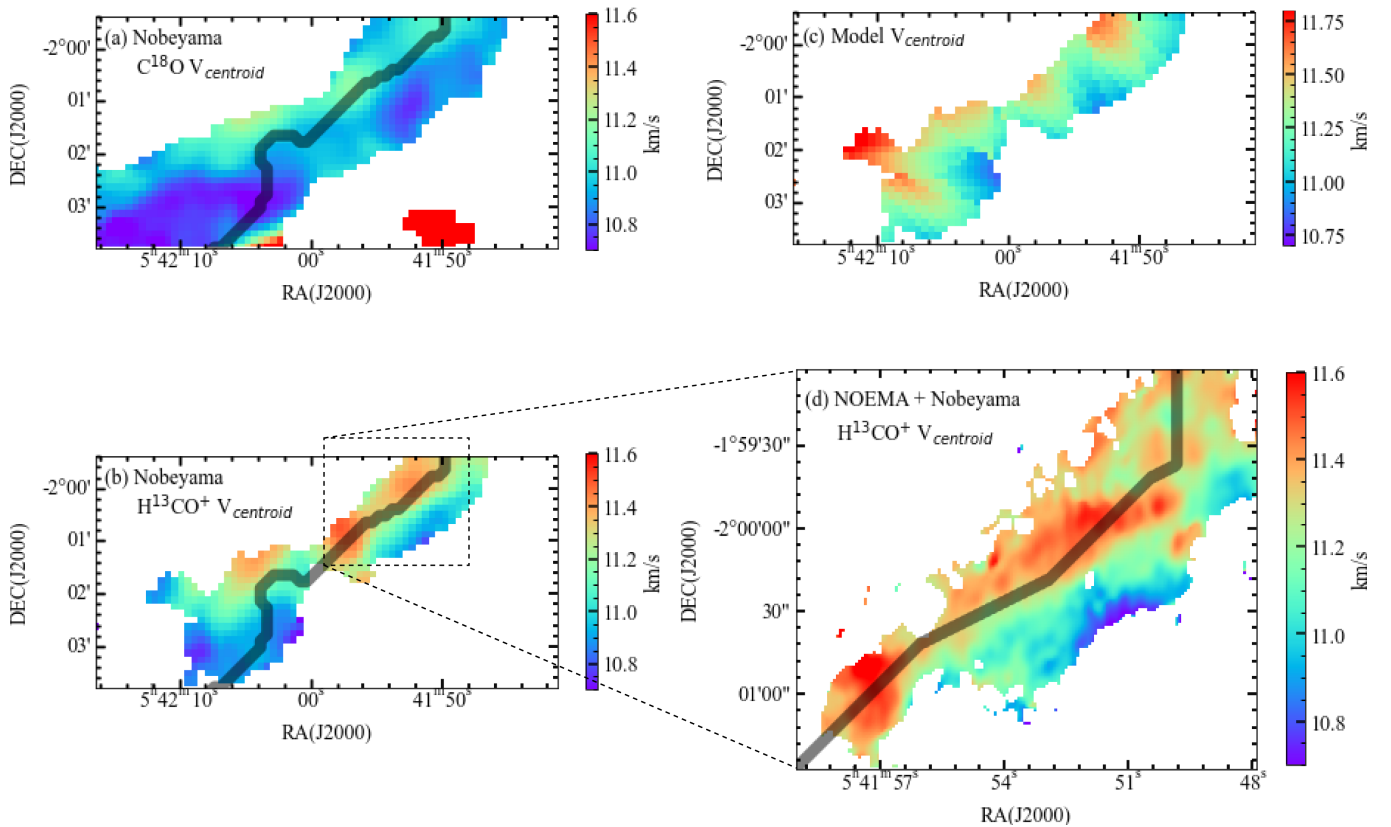 (a) Nobeyama
C¹⁸O V_centroid
-2°00'
01'
02'
03'
DEC(J2000)
5ʰ42ᵐ10ˢ
00ˢ
41ᵐ50ˢ
RA(J2000)
11.6
11.4
11.2
11.0
10.8
km/s
(c) Model V_centroid
-2°00'
01'
02'
03'
DEC(J2000)
5ʰ42ᵐ10ˢ
00ˢ
41ᵐ50ˢ
RA(J2000)
11.75
11.50
11.25
11.00
10.75
km/s
(b) Nobeyama
H¹³CO⁺ V_centroid
-2°00'
01'
02'
03'
DEC(J2000)
5ʰ42ᵐ10ˢ
00ˢ
41ᵐ50ˢ
RA(J2000)
11.6
11.4
11.2
11.0
10.8
km/s
(d) NOEMA + Nobeyama
H¹³CO⁺ V_centroid
-1°59'30"
-2°00'00"
30"
01'00"
DEC(J2000)
5ʰ41ᵐ57ˢ
54ˢ
51ˢ
48ˢ
RA(J2000)
11.6
11.4
11.2
11.0
10.8
km/s